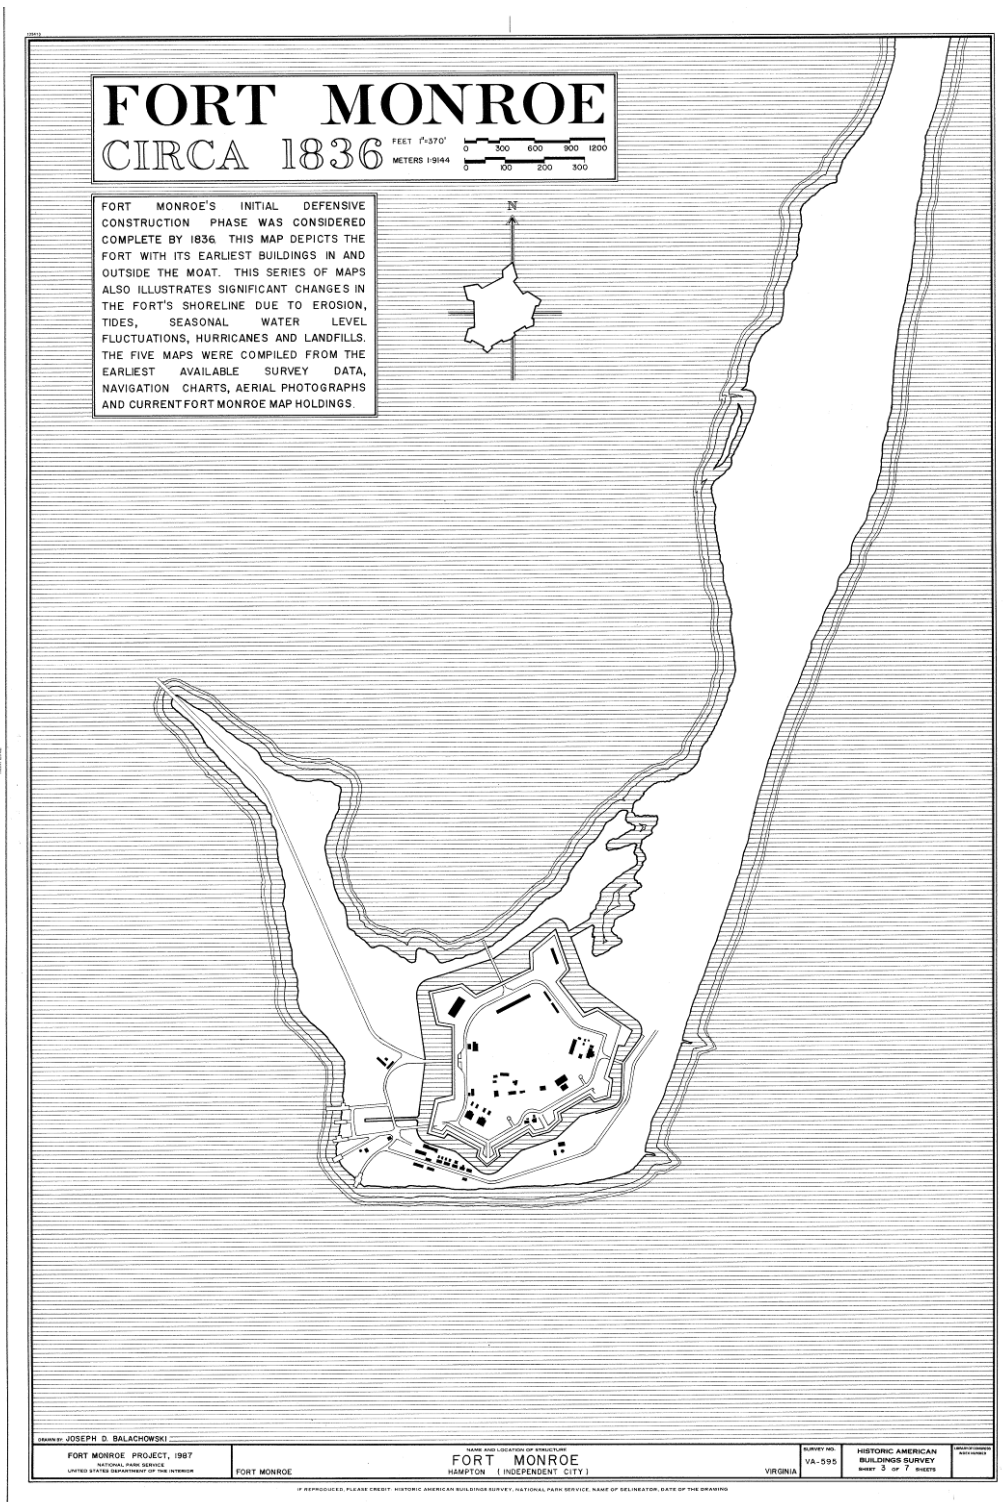 FORT MONROE
CIRCA 1836
FEET 1"=370'
0 300 600 900 1200
METERS 1:9144
0 100 200 300
FORT MONROE'S INITIAL DEFENSIVE
CONSTRUCTION PHASE WAS CONSIDERED
COMPLETE BY 1836. THIS MAP DEPICTS THE
FORT WITH ITS EARLIEST BUILDINGS IN AND
OUTSIDE THE MOAT. THIS SERIES OF MAPS
ALSO ILLUSTRATES SIGNIFICANT CHANGES IN
THE FORT'S SHORELINE DUE TO EROSION,
TIDES, SEASONAL WATER LEVEL
FLUCTUATIONS, HURRICANES AND LANDFILLS.
THE FIVE MAPS WERE COMPILED FROM THE
EARLIEST AVAILABLE SURVEY DATA,
NAVIGATION CHARTS, AERIAL PHOTOGRAPHS
AND CURRENT FORT MONROE MAP HOLDINGS.
N
DRAWN BY: JOSEPH D. BALACHOWSKI
FORT MONROE PROJECT, 1987
NATIONAL PARK SERVICE
UNITED STATES DEPARTMENT OF THE INTERIOR
FORT MONROE
NAME AND LOCATION OF STRUCTURE
FORT MONROE
HAMPTON (INDEPENDENT CITY)
VIRGINIA
SURVEY NO.
VA-595
HISTORIC AMERICAN
BUILDINGS SURVEY
SHEET 3 OF 7 SHEETS
LIBRARY OF CONGRESS
INDEX NUMBER
IF REPRODUCED, PLEASE CREDIT: HISTORIC AMERICAN BUILDINGS SURVEY, NATIONAL PARK SERVICE, NAME OF DELINEATOR, DATE OF THE DRAWING